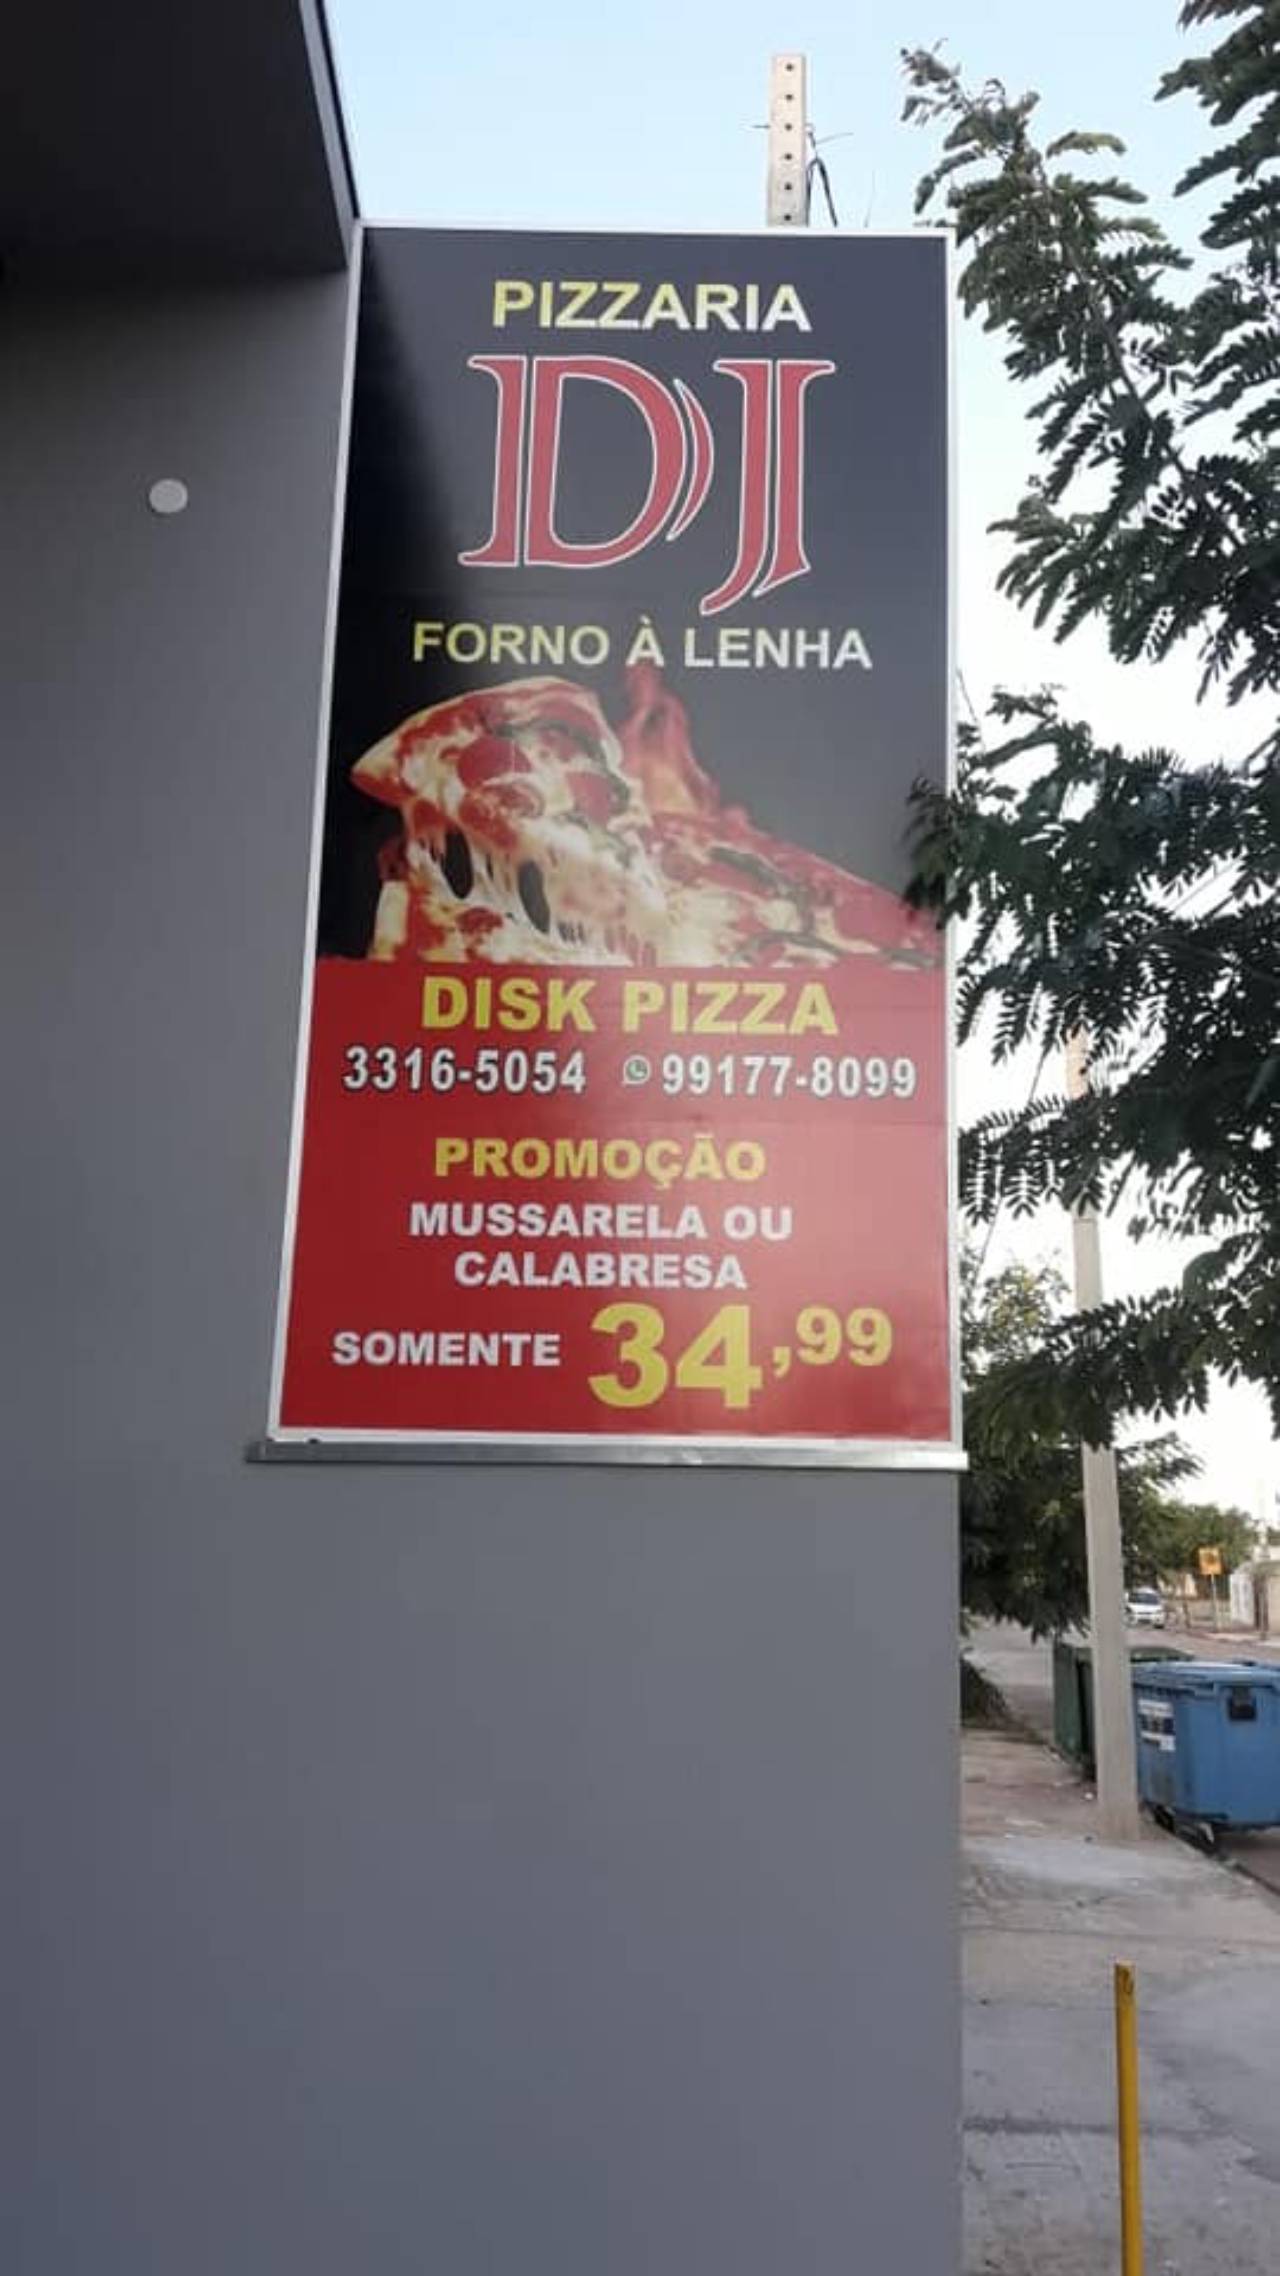 PIZZARIA
DJ
FORNO À LENHA
DISK PIZZA
3316-5054 99177-8099
PROMOÇÃO
MUSSARELA OU
CALABRESA
SOMENTE 34,99